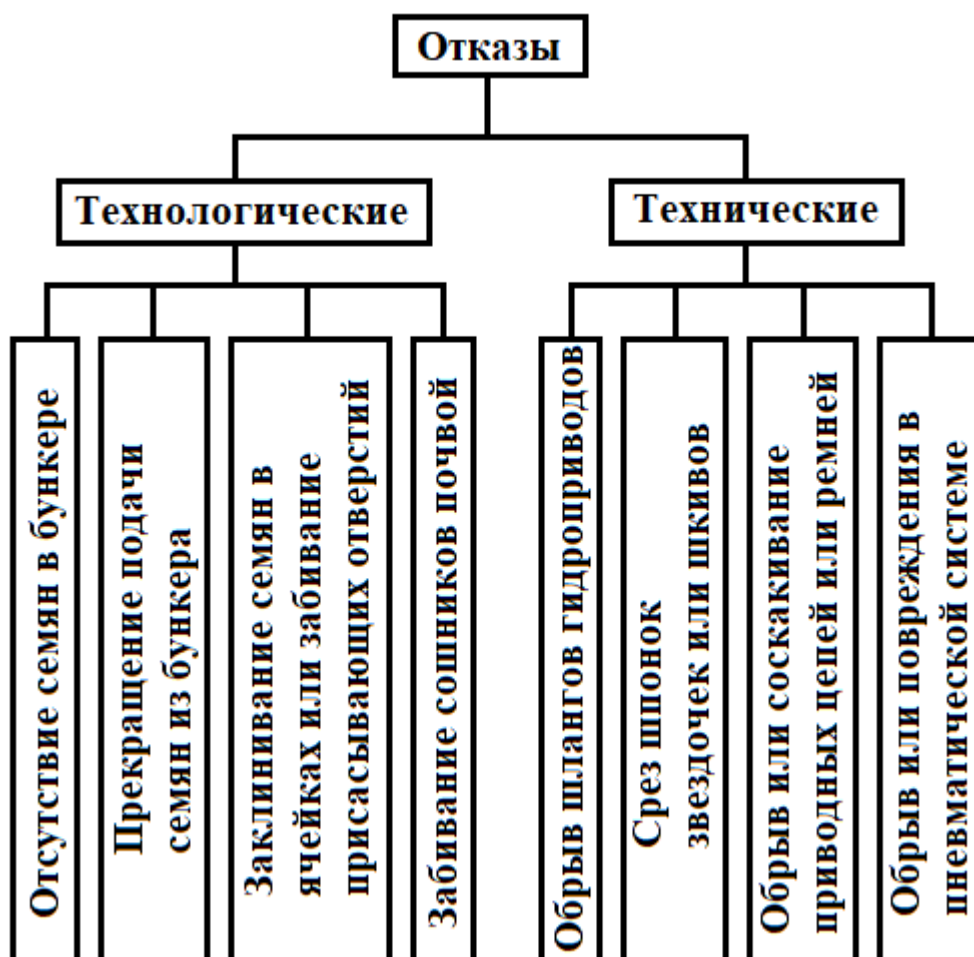 Отказы
Технологические
Технические
Отсутствие семян в бункере
Прекращение подачи
семян из бункера
Заклинивание семян в
ячейках или забивание
присасывающих отверстий
Забивание сошников почвой
Обрыв шлангов гидроприводов
Срез шпонок
звездочек или шкивов
Обрыв или соскакивание
приводных цепей или ремней
Обрыв или повреждения в
пневматической системе